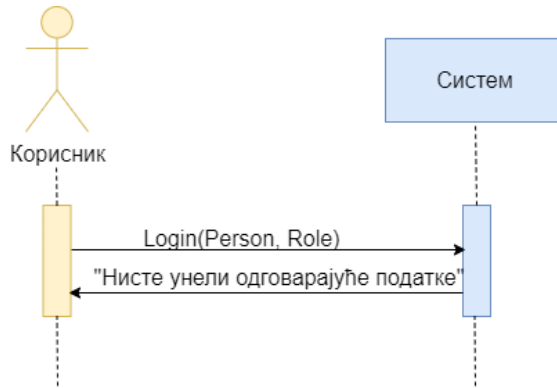 Систем
Корисник
Login(Person, Role)
"Нисте унели одговарајуће податке"